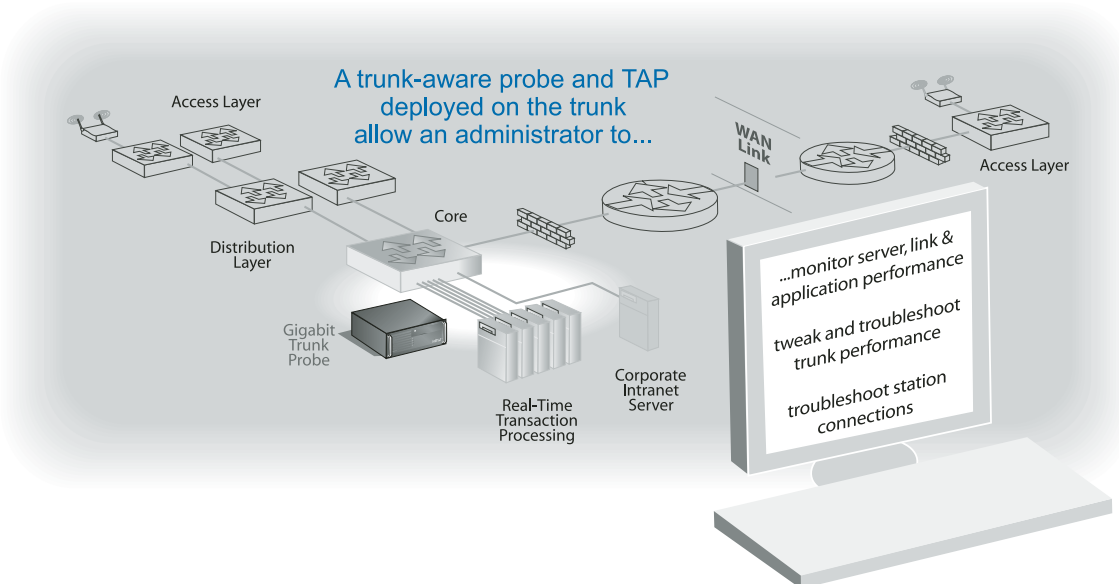 A trunk-aware probe and TAP
deployed on the trunk
allow an administrator to...
Access Layer
WAN
Link
Access Layer
Core
Distribution
Layer
Gigabit
Trunk
Probe
Real-Time
Transaction
Processing
Corporate
Intranet
Server
...monitor server, link &
application performance
tweak and troubleshoot
trunk performance
troubleshoot station
connections